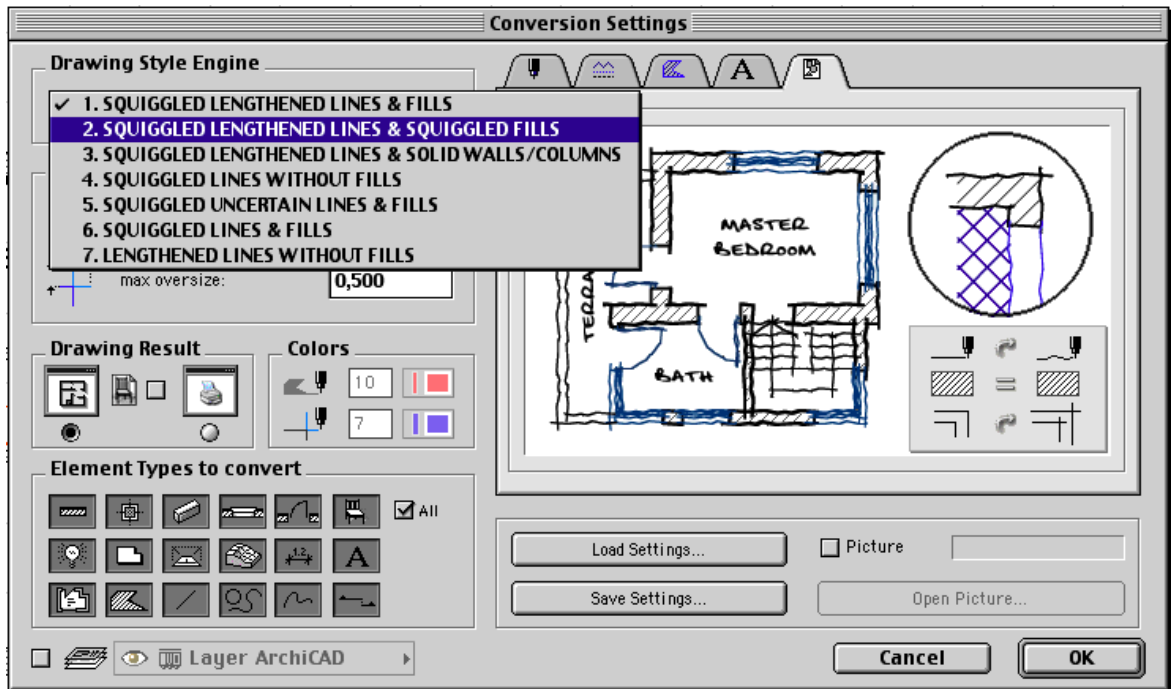 Conversion Settings
Drawing Style Engine
A
✓ 1. SQUIGGLED LENGTHENED LINES & FILLS
2. SQUIGGLED LENGTHENED LINES & SQUIGGLED FILLS
3. SQUIGGLED LENGTHENED LINES & SOLID WALLS/COLUMNS
4. SQUIGGLED LINES WITHOUT FILLS
5. SQUIGGLED UNCERTAIN LINES & FILLS
6. SQUIGGLED LINES & FILLS
7. LENGTHENED LINES WITHOUT FILLS
max oversize:
0,500
MASTER
BEDROOM
BATH
Drawing Result
Colors
10
7
Element Types to convert
All
1.2
A
Load Settings...
Picture
Save Settings...
Open Picture...
Layer ArchiCAD
Cancel
OK